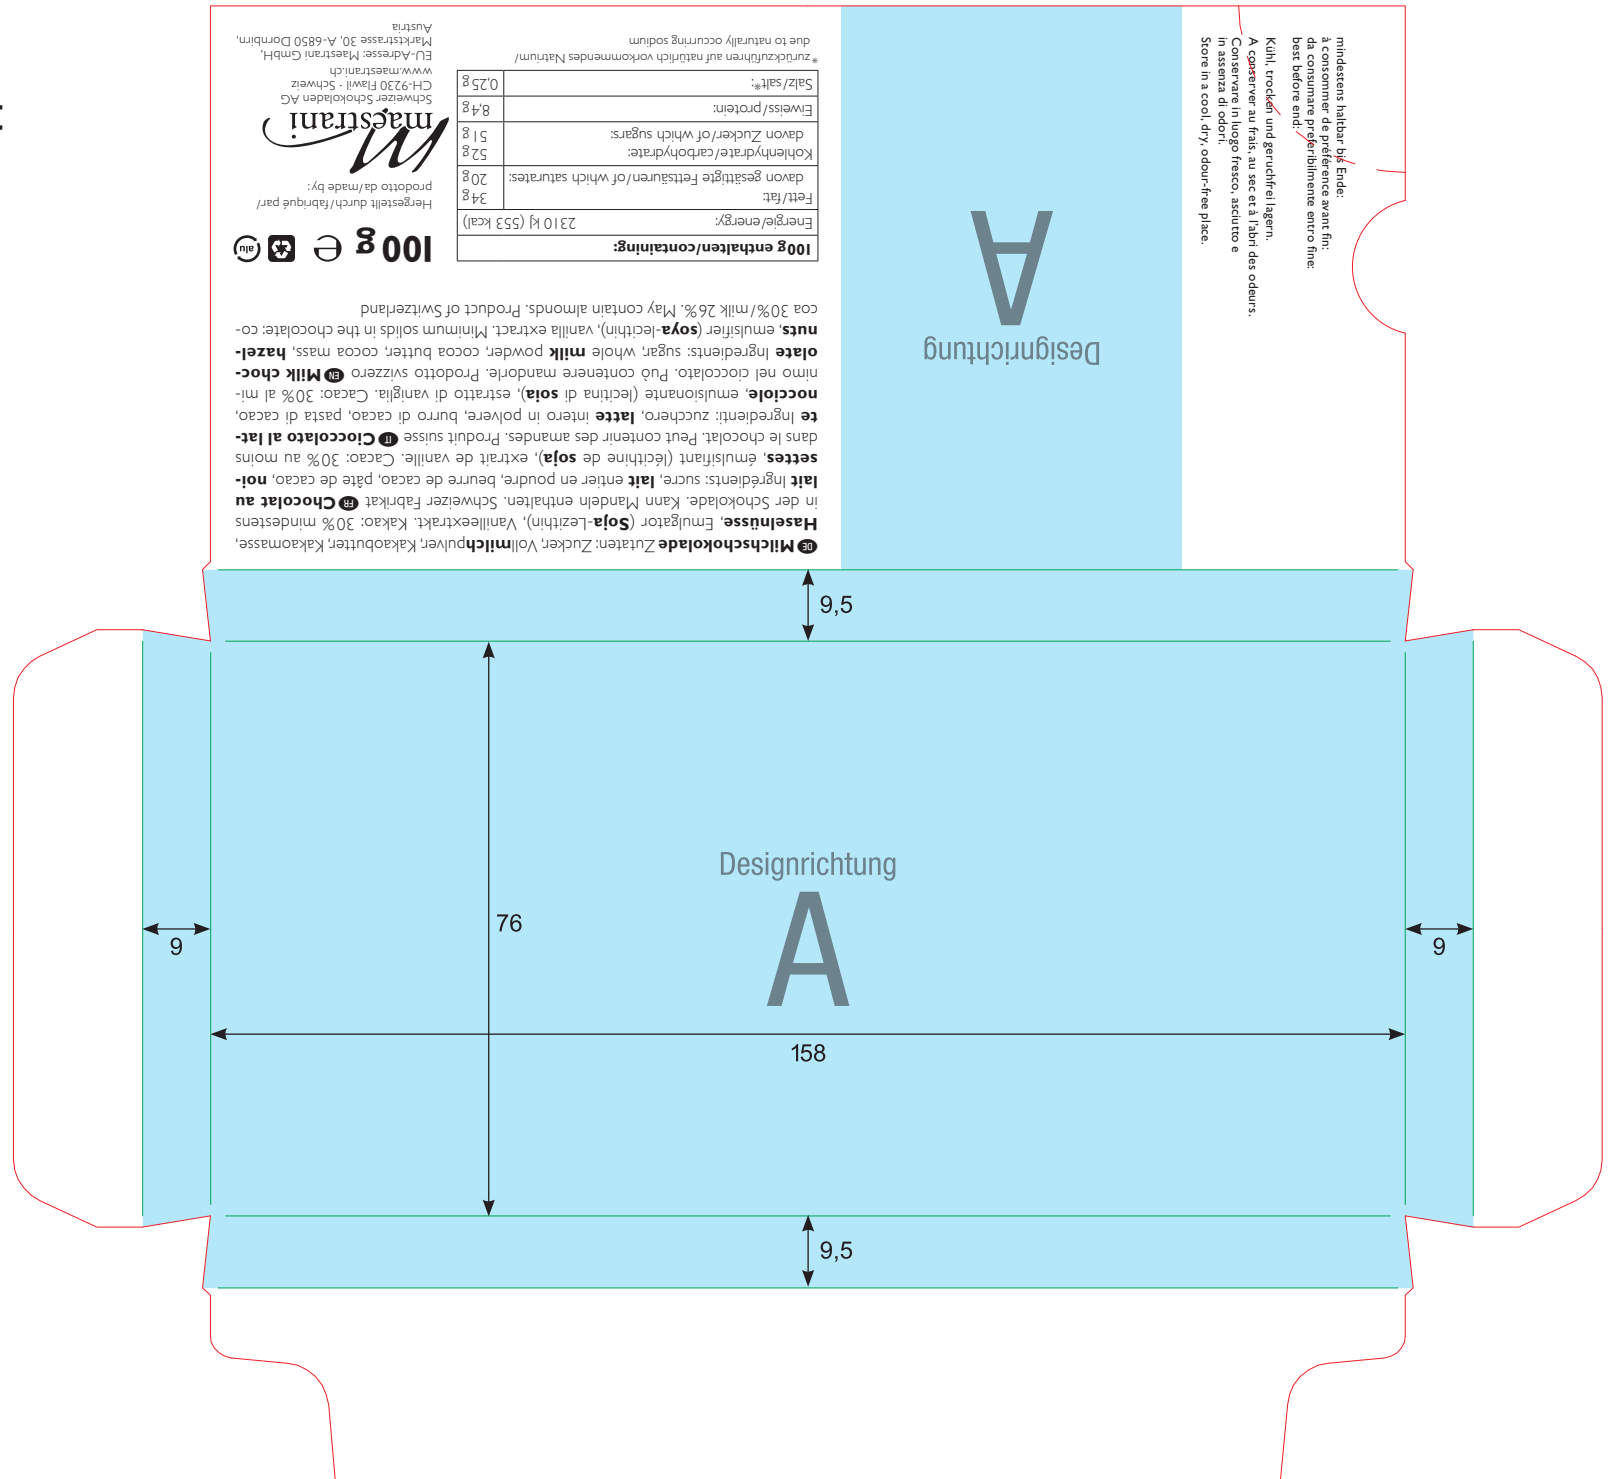 DE Milchschokolade Zutaten: Zucker, Vollmilchpulver, Kakaobutter, Kakaomasse,
Haselnüsse, Emulgator (Soja-Lezithin), Vanilleextrakt. Kakao: 30% mindestens
in der Schokolade. Kann Mandeln enthalten. Schweizer Fabrikat FR Chocolat au
lait Ingrédients: sucre, lait entier en poudre, beurre de cacao, pâte de cacao, noi-
settes, émulsifiant (lécithine de soja), extrait de vanille. Cacao: 30% au moins
dans le chocolat. Peut contenir des amandes. Produit suisse IT Cioccolato al lat-
te Ingredienti: zucchero, latte intero in polvere, burro di cacao, pasta di cacao,
nocciole, emulsionante (lecitina di soia), estratto di vaniglia. Cacao: 30% al mi-
nimo nel cioccolato. Può contenere mandorle. Prodotto svizzero EN Milk choc-
olate Ingredients: sugar, whole milk powder, cocoa butter, cocoa mass, hazel-
nuts, emulsifier (soya-lecithin), vanilla extract. Minimum solids in the chocolate: co-
coa 30%/milk 26%. May contain almonds. Product of Switzerland
100g enthalten/containing:
Energie/energy: 2310 kJ (553 kcal)
Fett/fat: 34g
davon gesättigte Fettsäuren/of which saturates: 20g
Kohlenhydrate/carbohydrate: 52g
davon Zucker/of which sugars: 51g
Eiweiss/protein: 8,4g
Salz/salt*: 0,25g
*zurückzuführen auf natürlich vorkommendes Natrium/
due to naturally occurring sodium
100 g ℮ alu
Hergestellt durch/fabriqué par/
prodotto da/made by:
maestrani
Schweizer Schokoladen AG
CH-9230 Flawil · Schweiz
www.maestrani.ch
EU-Adresse: Maestrani GmbH,
Marktstrasse 30, A-6850 Dornbirn,
Austria
Designrichtung
A
mindestens haltbar bis Ende:
à consommer de préférence avant fin:
da consumare preferibilmente entro fine:
best before end:
Kühl, trocken und geruchfrei lagern.
A conserver au frais, au sec et à l'abri des odeurs.
Conservare in luogo fresco, asciutto e
in assenza di odori.
Store in a cool, dry, odour-free place.
9,5
Designrichtung
A
76
9
9
158
9,5